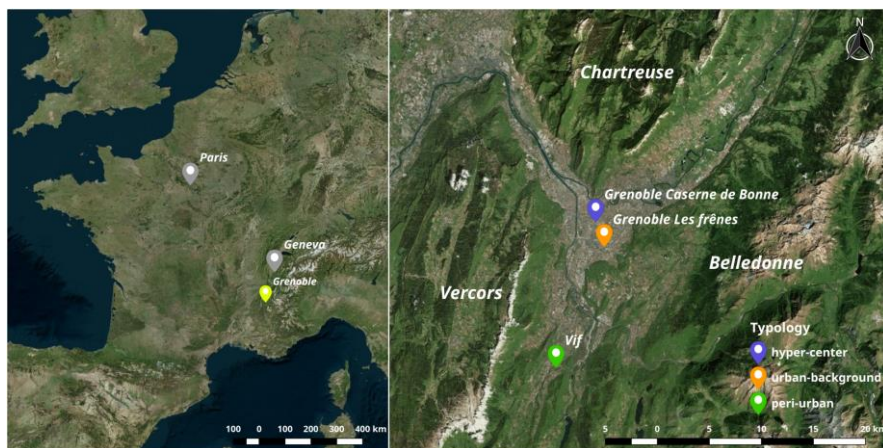 Paris
Geneva
Grenoble
100 0 100 200 300 400 km
N
Chartreuse
Grenoble Caserne de Bonne
Grenoble Les frênes
Belledonne
Vercors
Vif
Typology
hyper-center
urban-background
peri-urban
5 0 5 10 15 20 km